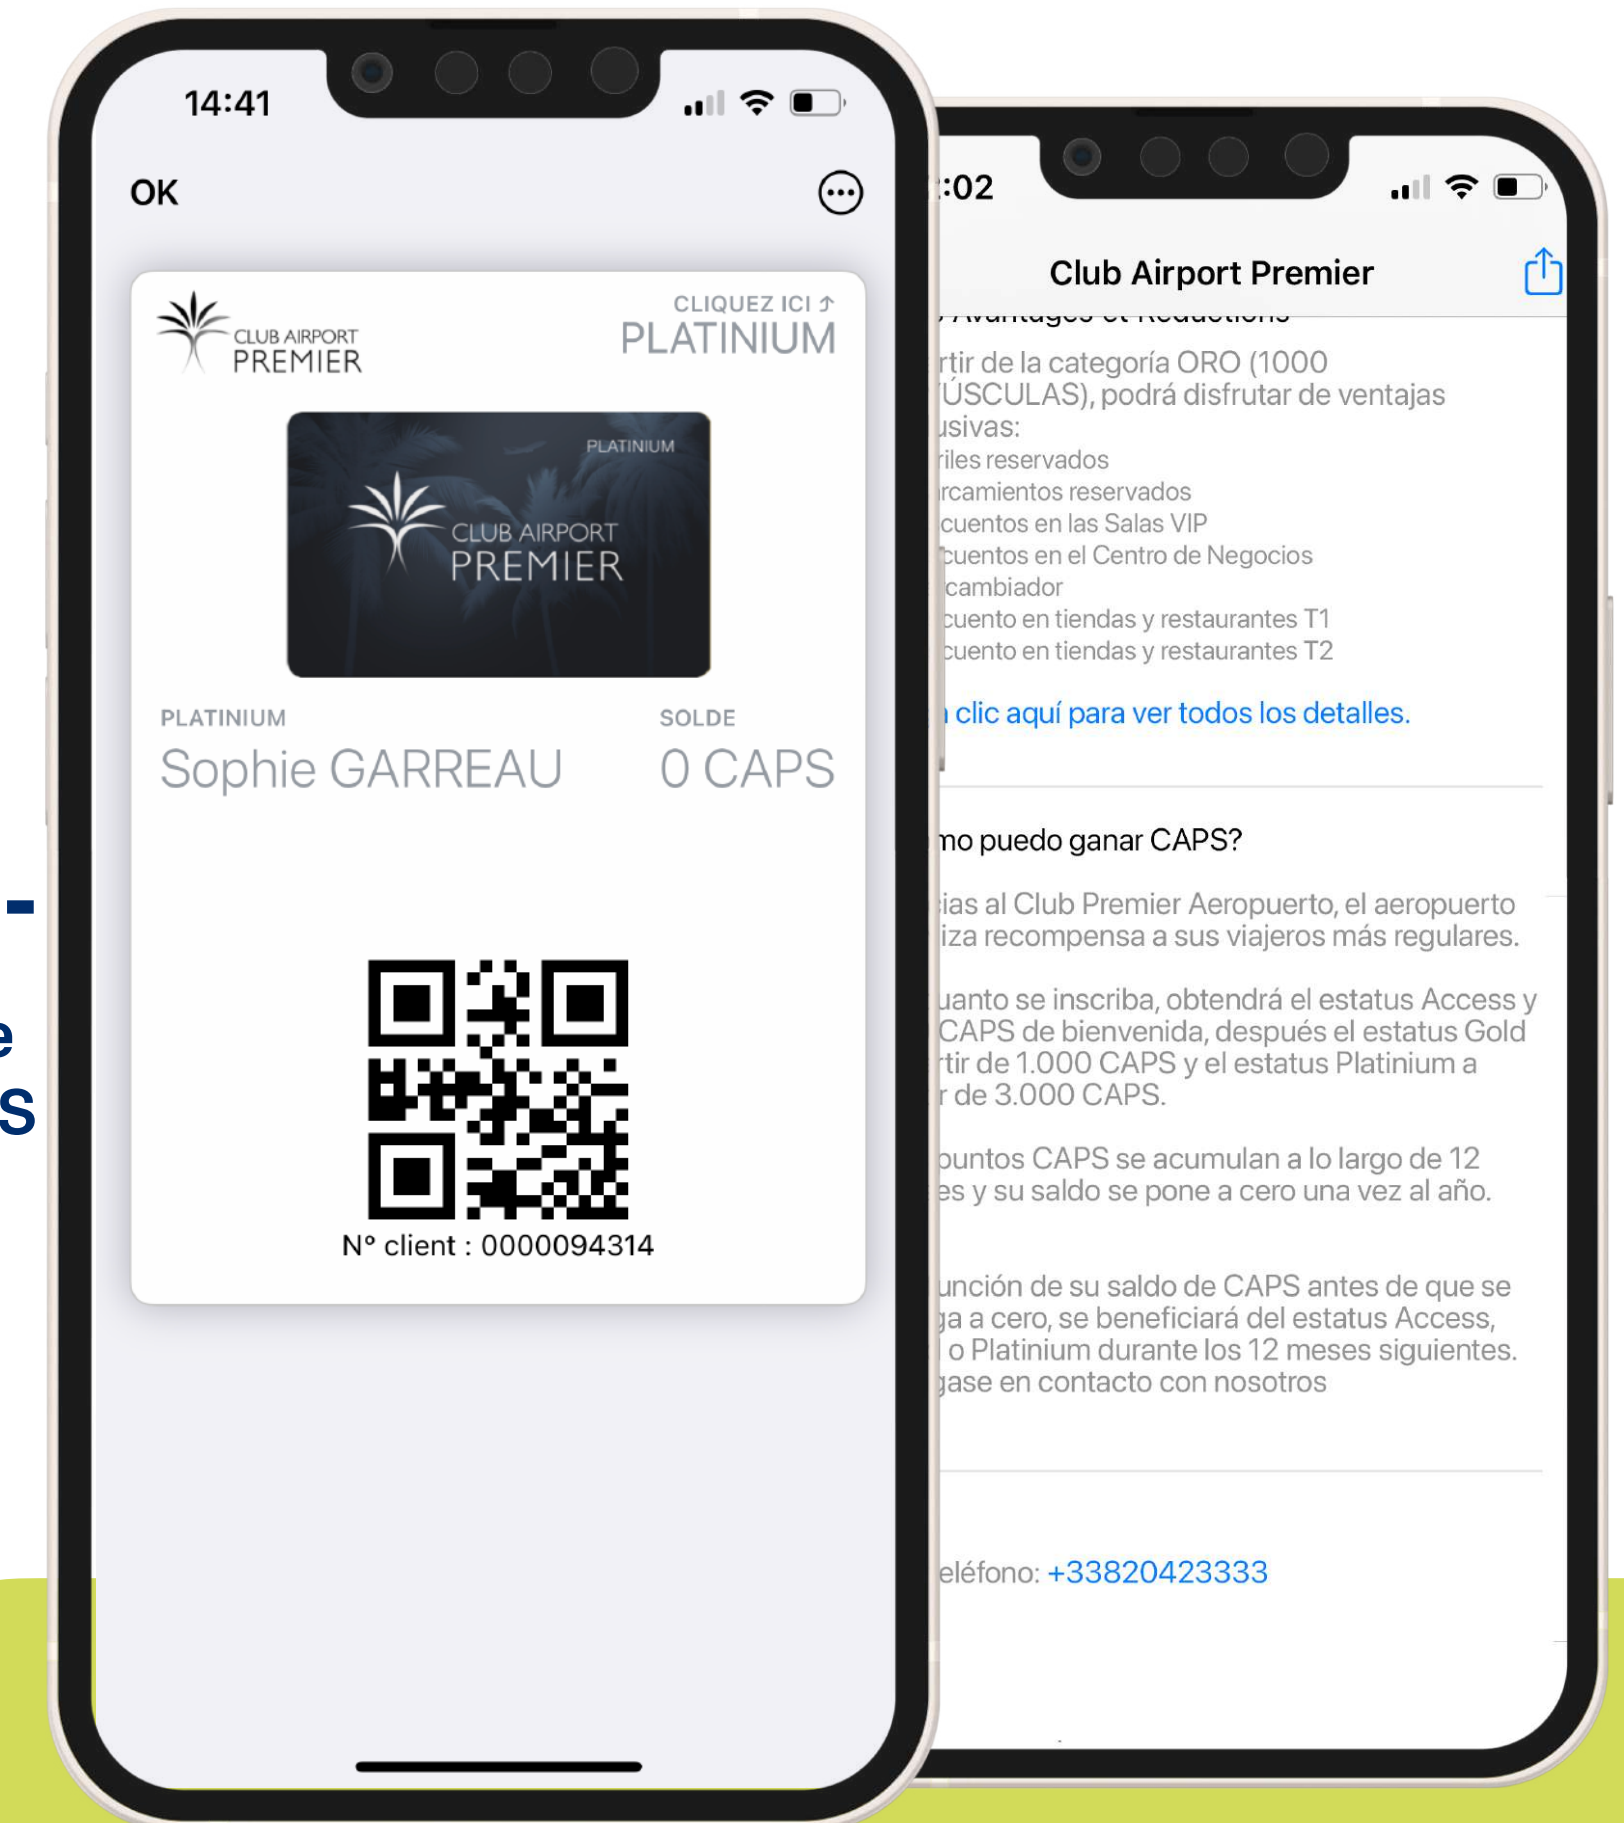 14:41
OK
CLUB AIRPORT
PREMIER
CLIQUEZ ICI
PLATINIUM
PLATINIUM
CLUB AIRPORT
PREMIER
PLATINIUM
SOLDE
Sophie GARREAU
0 CAPS
N° client : 0000094314
:02
Club Airport Premier
Avantages et Réductions
rtir de la categoría ORO (1000
ÚSCULAS), podrá disfrutar de ventajas
usivas:
riles reservados
rcamientos reservados
cuentos en las Salas VIP
cuentos en el Centro de Negocios
cambiador
cuento en tiendas y restaurantes T1
cuento en tiendas y restaurantes T2
clic aquí para ver todos los detalles.
mo puedo ganar CAPS?
ias al Club Premier Aeropuerto, el aeropuerto
iza recompensa a sus viajeros más regulares.
uanto se inscriba, obtendrá el estatus Access y
CAPS de bienvenida, después el estatus Gold
rtir de 1.000 CAPS y el estatus Platinium a
r de 3.000 CAPS.
puntos CAPS se acumulan a lo largo de 12
es y su saldo se pone a cero una vez al año.
unción de su saldo de CAPS antes de que se
ga a cero, se beneficiará del estatus Access,
o Platinium durante los 12 meses siguientes.
gase en contacto con nosotros
eléfono: +33820423333
-
e
s